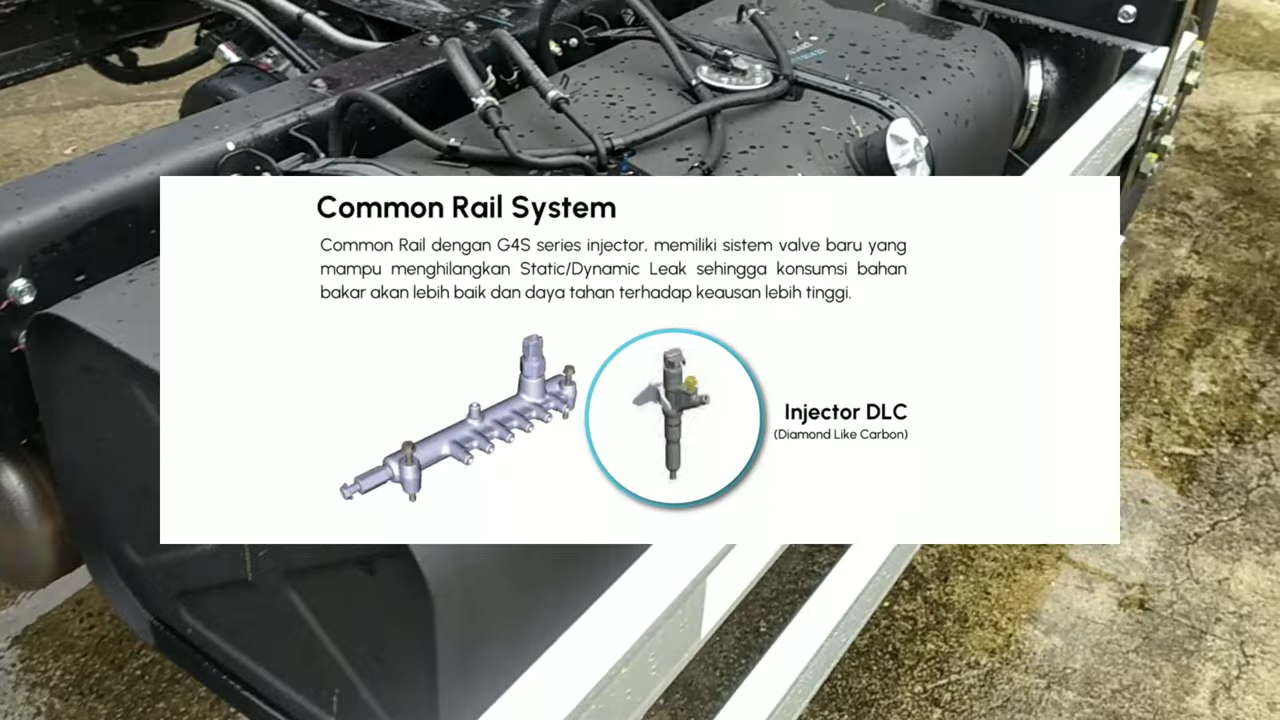 Common Rail System
Common Rail dengan G4S series injector, memiliki sistem valve baru yang
mampu menghilangkan Static/Dynamic Leak sehingga konsumsi bahan
bakar akan lebih baik dan daya tahan terhadap keausan lebih tinggi.
Injector DLC
(Diamond Like Carbon)